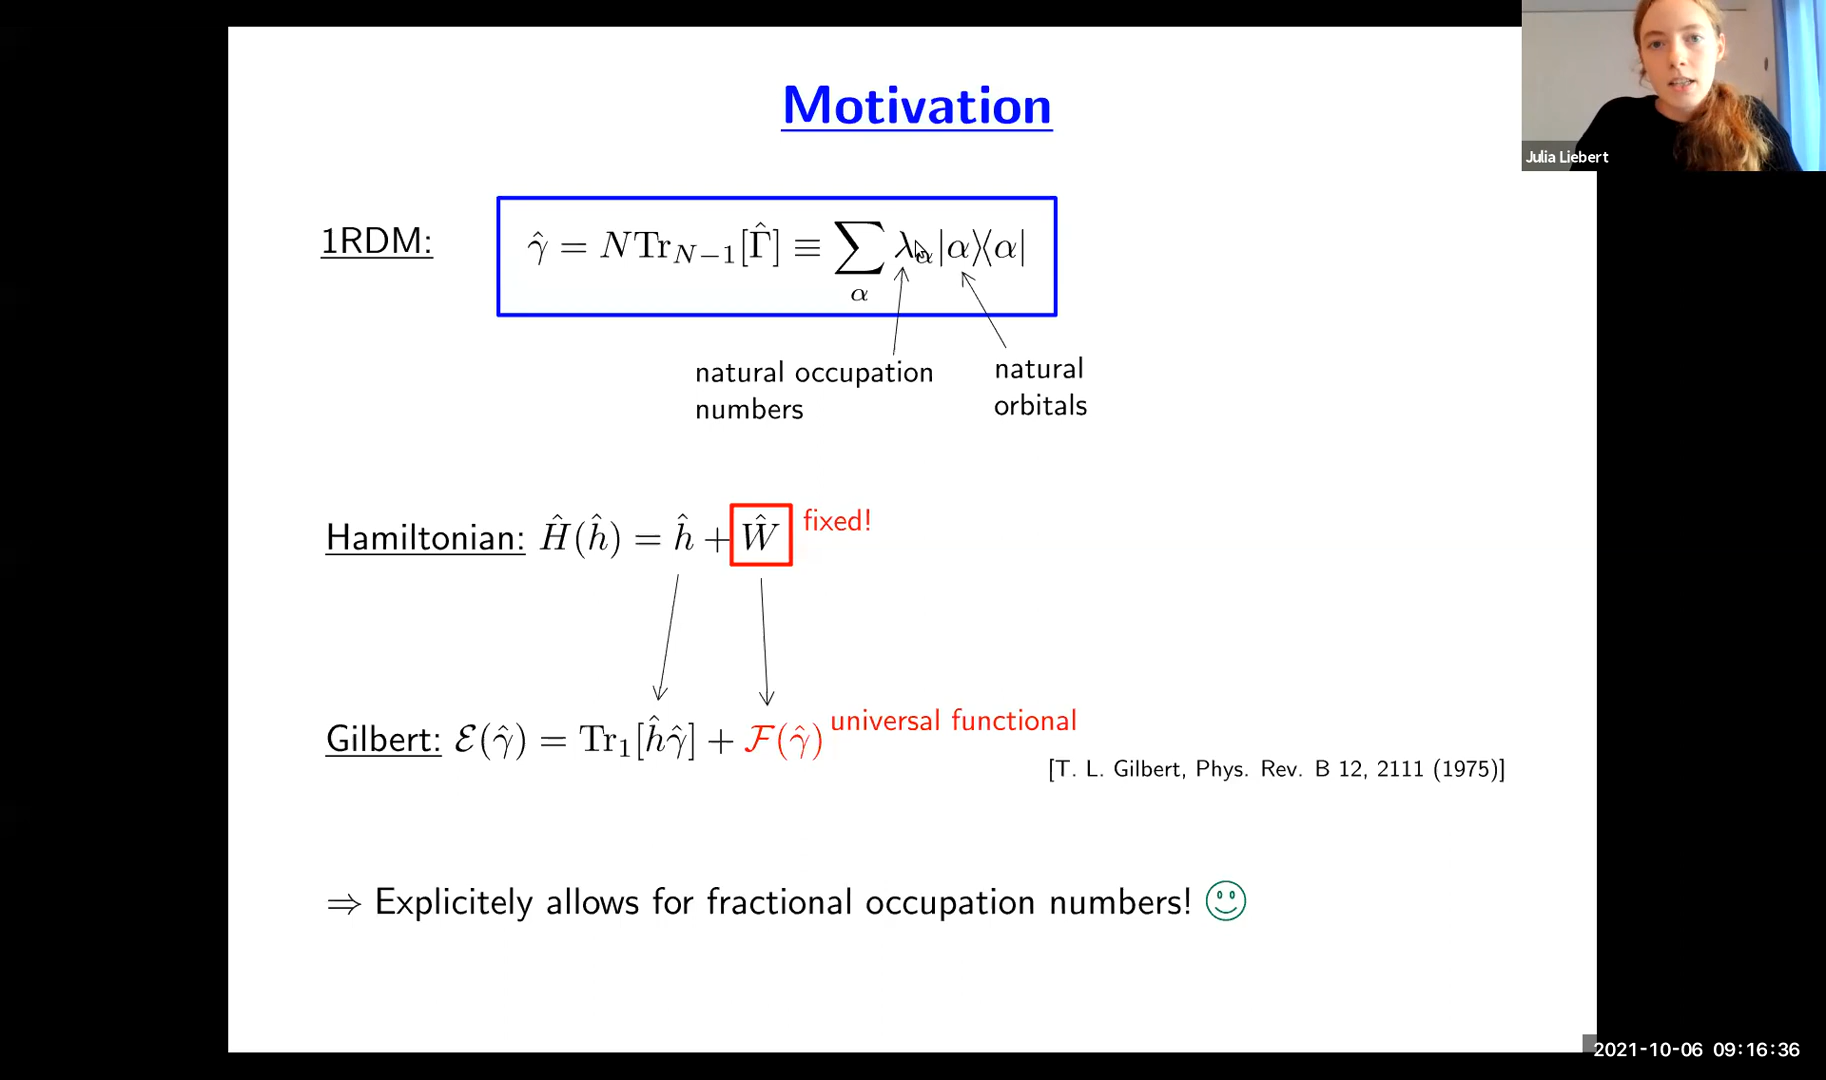 Motivation
Julia Liebert
1RDM: γ̂ = NTr_{N−1}[Γ̂] ≡ ∑_α λ_α|α⟩⟨α|
natural occupation numbers
natural orbitals
Hamiltonian: Ĥ(ĥ) = ĥ + Ŵ fixed!
Gilbert: ℰ(γ̂) = Tr₁[ĥγ̂] + ℱ(γ̂) universal functional
[T. L. Gilbert, Phys. Rev. B 12, 2111 (1975)]
⇒ Explicitely allows for fractional occupation numbers!
2021-10-06 09:16:36